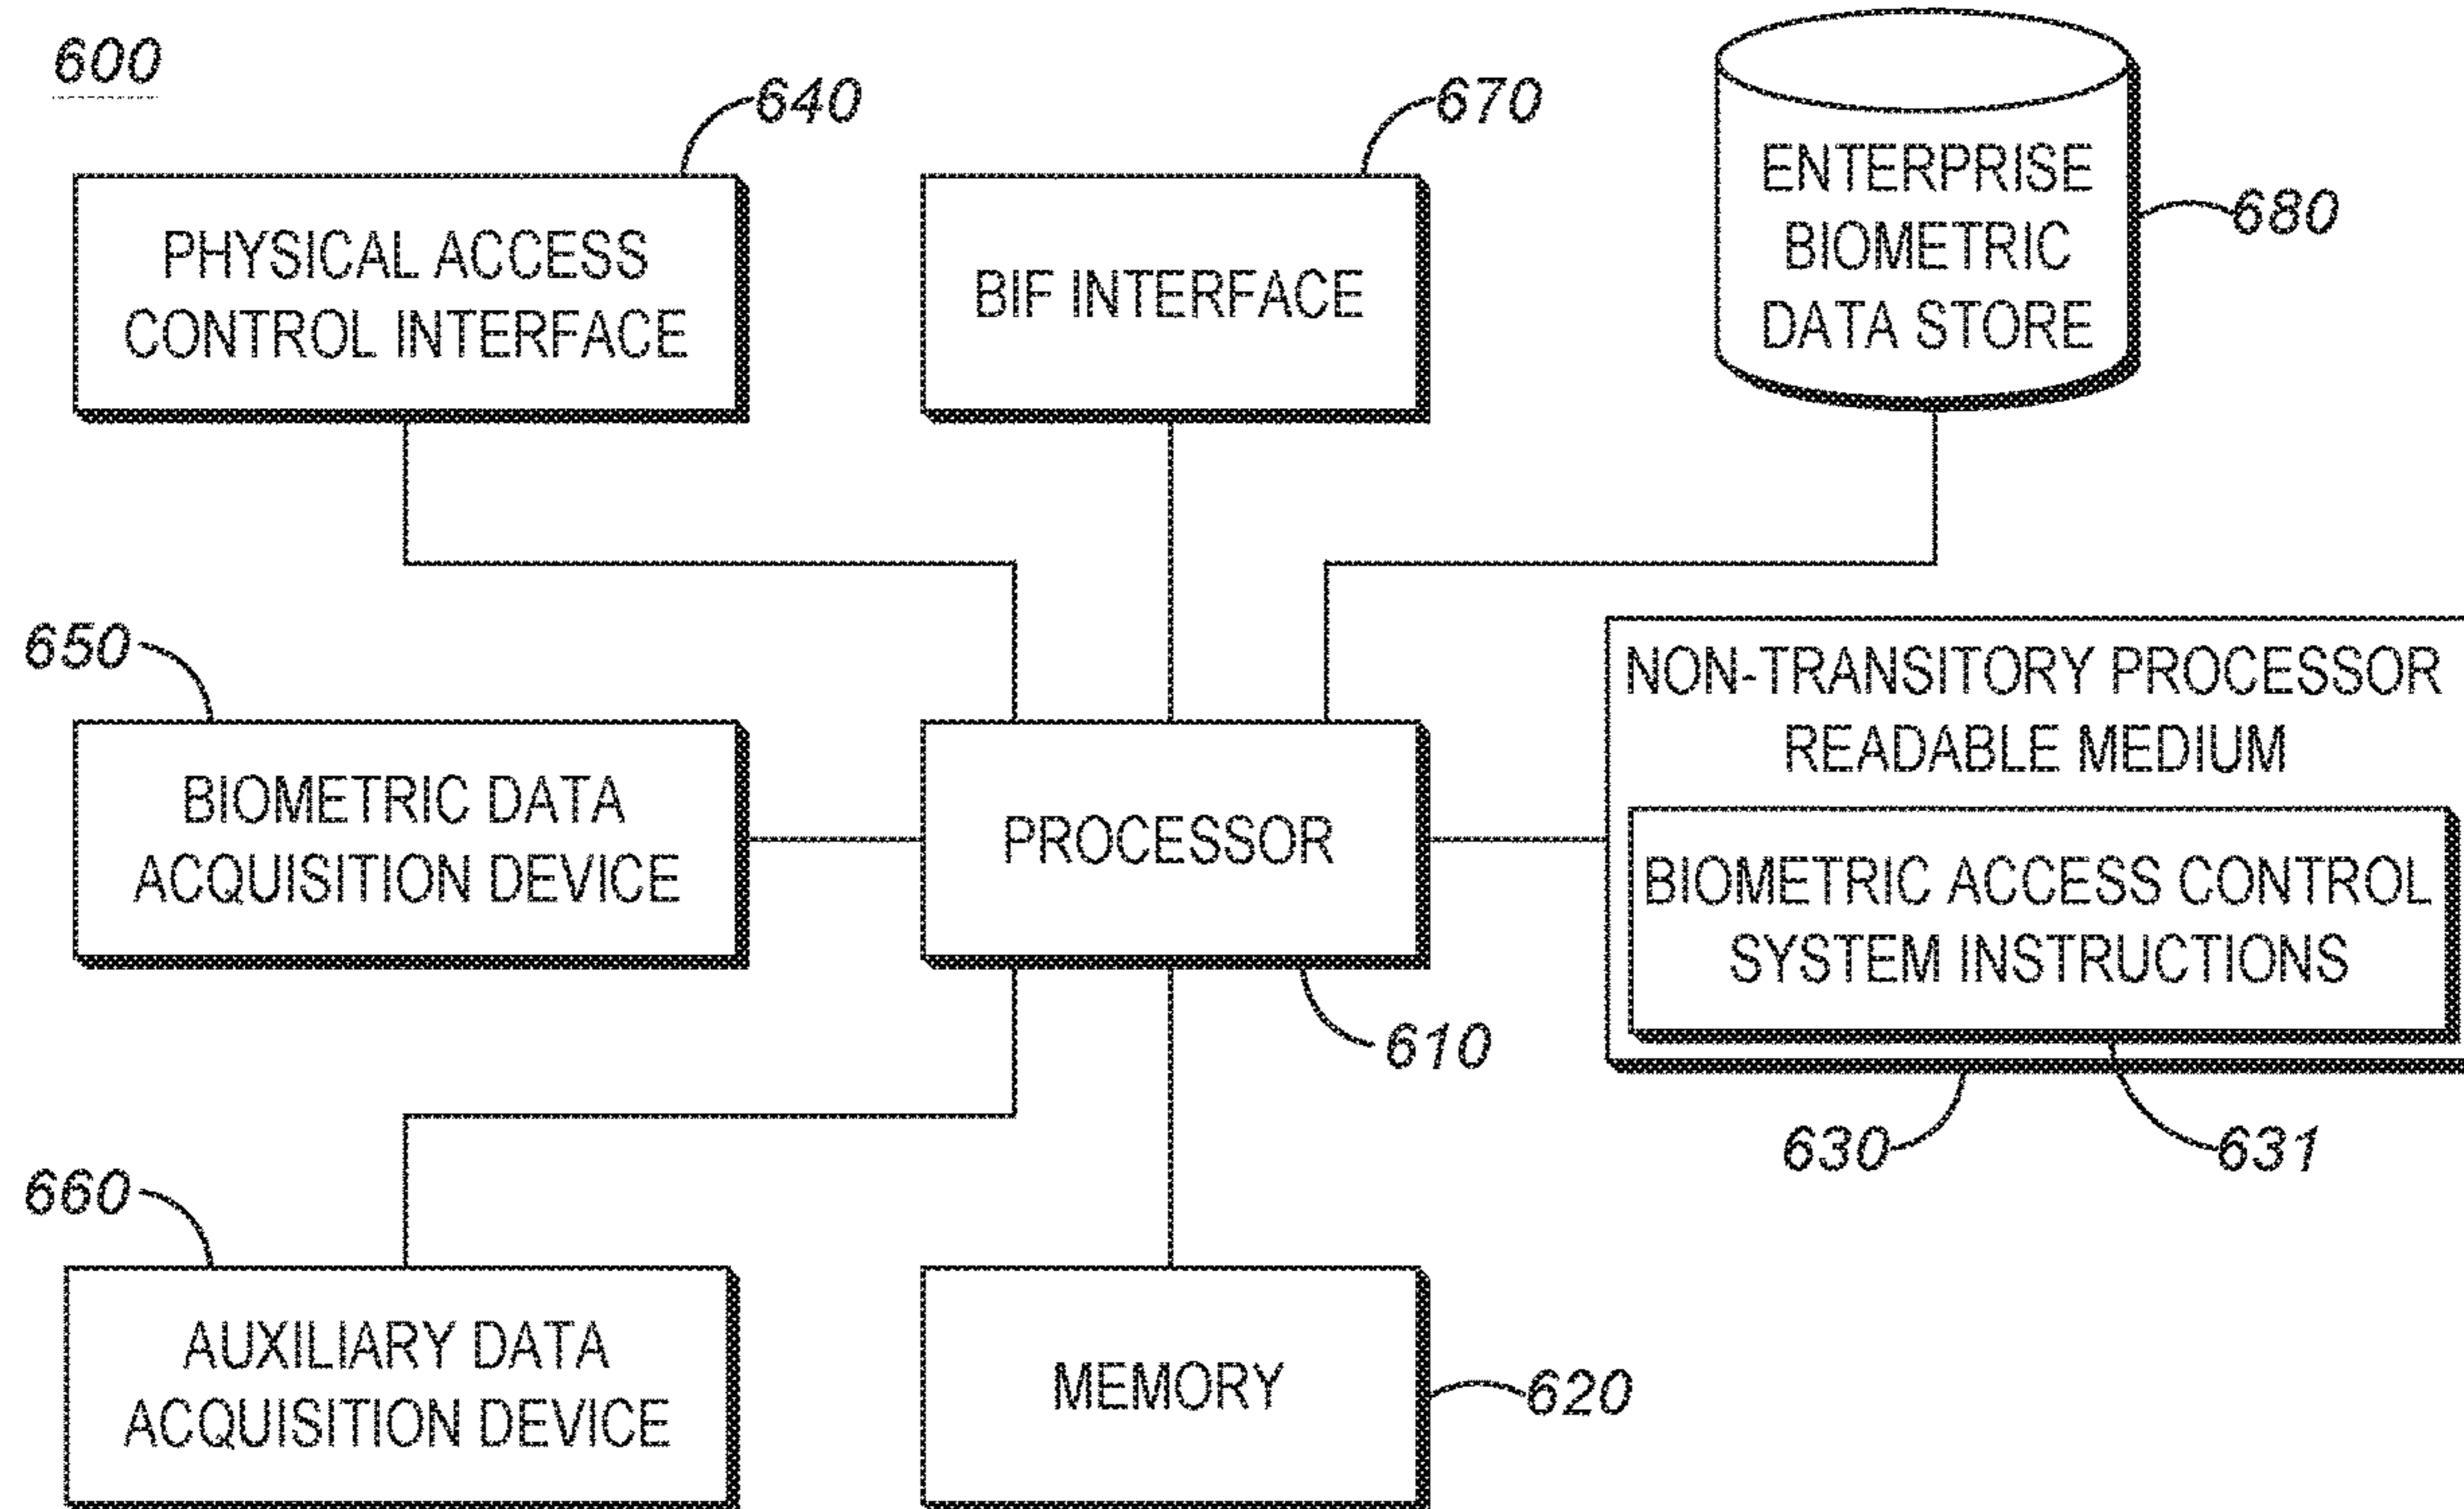 600
640
670
PHYSICAL ACCESS
CONTROL INTERFACE
BIF INTERFACE
ENTERPRISE
BIOMETRIC
DATA STORE
680
650
BIOMETRIC DATA
ACQUISITION DEVICE
PROCESSOR
610
NON-TRANSITORY PROCESSOR
READABLE MEDIUM
BIOMETRIC ACCESS CONTROL
SYSTEM INSTRUCTIONS
630
631
660
AUXILIARY DATA
ACQUISITION DEVICE
MEMORY
620